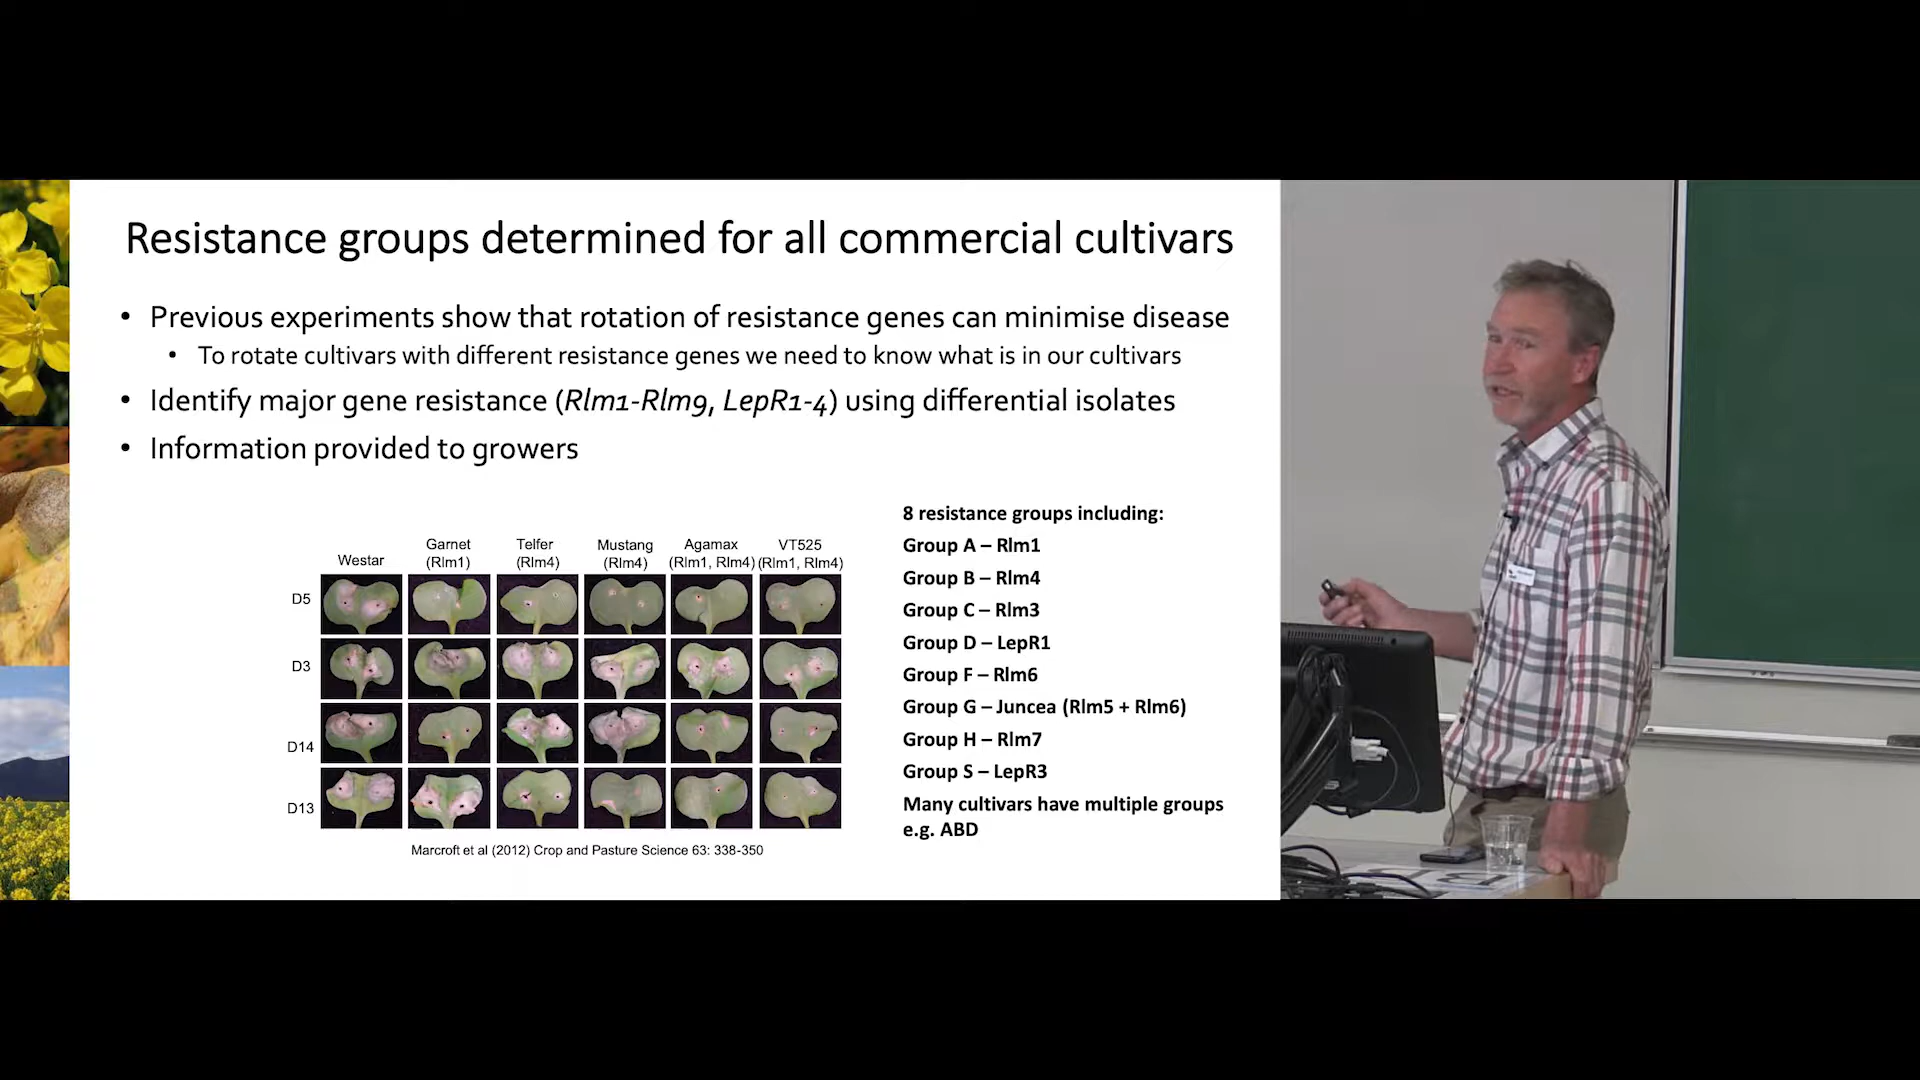 Resistance groups determined for all commercial cultivars
• Previous experiments show that rotation of resistance genes can minimise disease
• To rotate cultivars with different resistance genes we need to know what is in our cultivars
• Identify major gene resistance (Rlm1-Rlm9, LepR1-4) using differential isolates
• Information provided to growers
Westar
Garnet
(Rlm1)
Telfer
(Rlm4)
Mustang
(Rlm4)
Agamax
(Rlm1, Rlm4)
VT525
(Rlm1, Rlm4)
D5
D3
D14
D13
Marcroft et al (2012) Crop and Pasture Science 63: 338-350
8 resistance groups including:
Group A – Rlm1
Group B – Rlm4
Group C – Rlm3
Group D – LepR1
Group F – Rlm6
Group G – Juncea (Rlm5 + Rlm6)
Group H – Rlm7
Group S – LepR3
Many cultivars have multiple groups
e.g. ABD